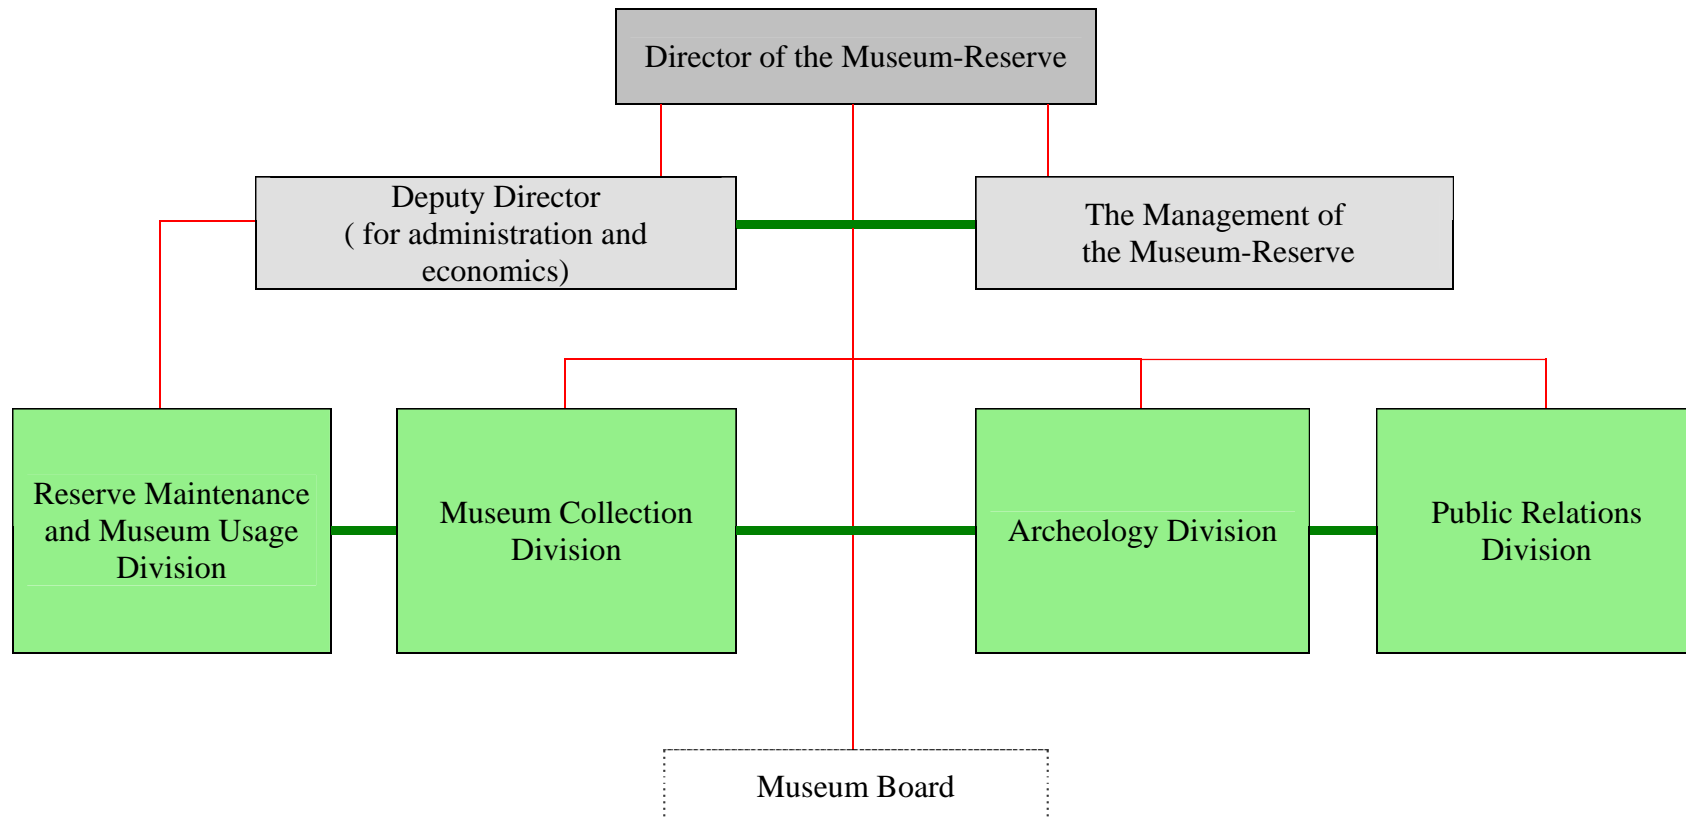 Director of the Museum-Reserve
Deputy Director
( for administration and
economics)
The Management of
the Museum-Reserve
Reserve Maintenance
and Museum Usage
Division
Museum Collection
Division
Archeology Division
Public Relations
Division
Museum Board